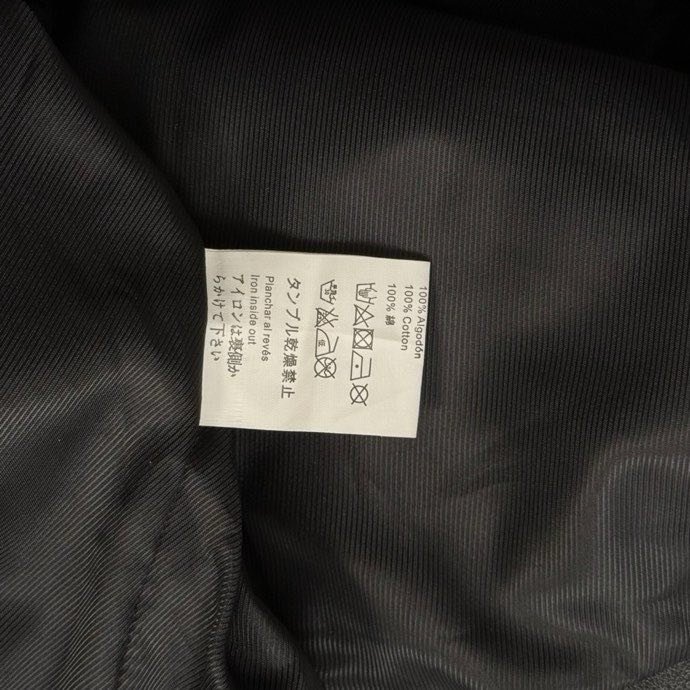 100% Algodón
100% Cotton
100% 綿
タンブル乾燥禁止
Planchar al revés
Iron inside out
アイロンは裏側か
らかけて下さい